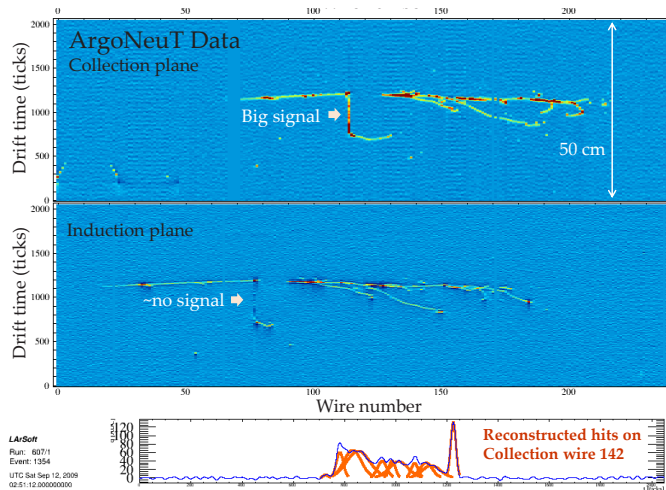 0 50 100 150 200
2000
ArgoNeuT Data
Collection plane
1500
1000
Big signal
500
50 cm
0
Drift time (ticks)
2000
Induction plane
1500
1000
~no signal
500
0
Drift time (ticks)
0 50 100 150 200
Wire number
LArSoft
Run: 607/1
Event: 1354
UTC Sat Sep 12, 2009
02:51:12.000000000
120
100
80
60
40
20
0
Reconstructed hits on
Collection wire 142